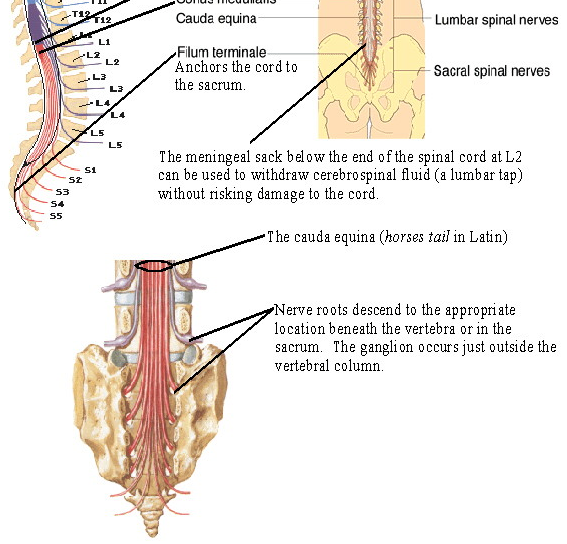 T11
Conus medullaris
T12
T12
Cauda equina
Lumbar spinal nerves
L1
L1
Filum terminale
L2
L2
Anchors the cord to
the sacrum.
Sacral spinal nerves
L3
L3
L4
L4
L5
L5
The meningeal sack below the end of the spinal cord at L2
can be used to withdraw cerebrospinal fluid (a lumbar tap)
without risking damage to the cord.
S1
S2
S3
S4
S5
The cauda equina (horses tail in Latin)
Nerve roots descend to the appropriate
location beneath the vertebra or in the
sacrum. The ganglion occurs just outside the
vertebral column.